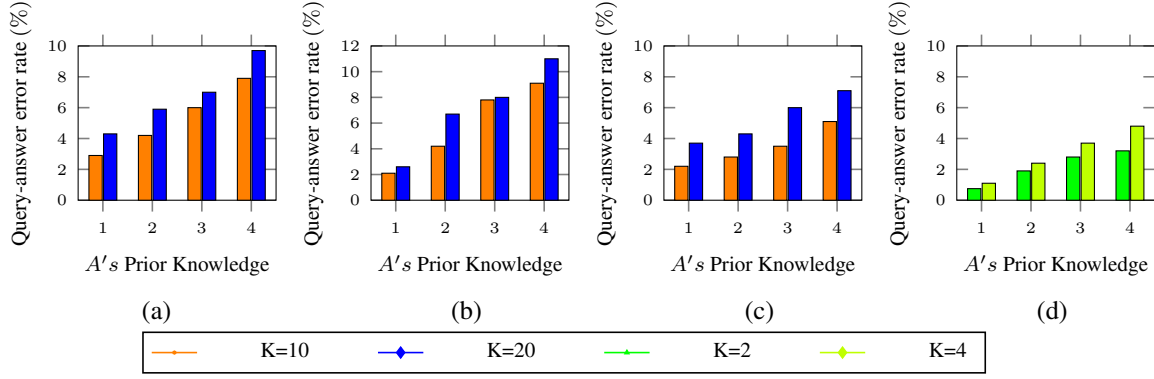 Query-answer error rate (%)
10
8
6
4
2
0
1 2 3 4
A′s Prior Knowledge
(a)
Query-answer error rate (%)
12
10
8
6
4
2
0
1 2 3 4
A′s Prior Knowledge
(b)
Query-answer error rate (%)
10
8
6
4
2
0
1 2 3 4
A′s Prior Knowledge
(c)
Query-answer error rate (%)
10
8
6
4
2
0
1 2 3 4
A′s Prior Knowledge
(d)
K=10 K=20 K=2 K=4